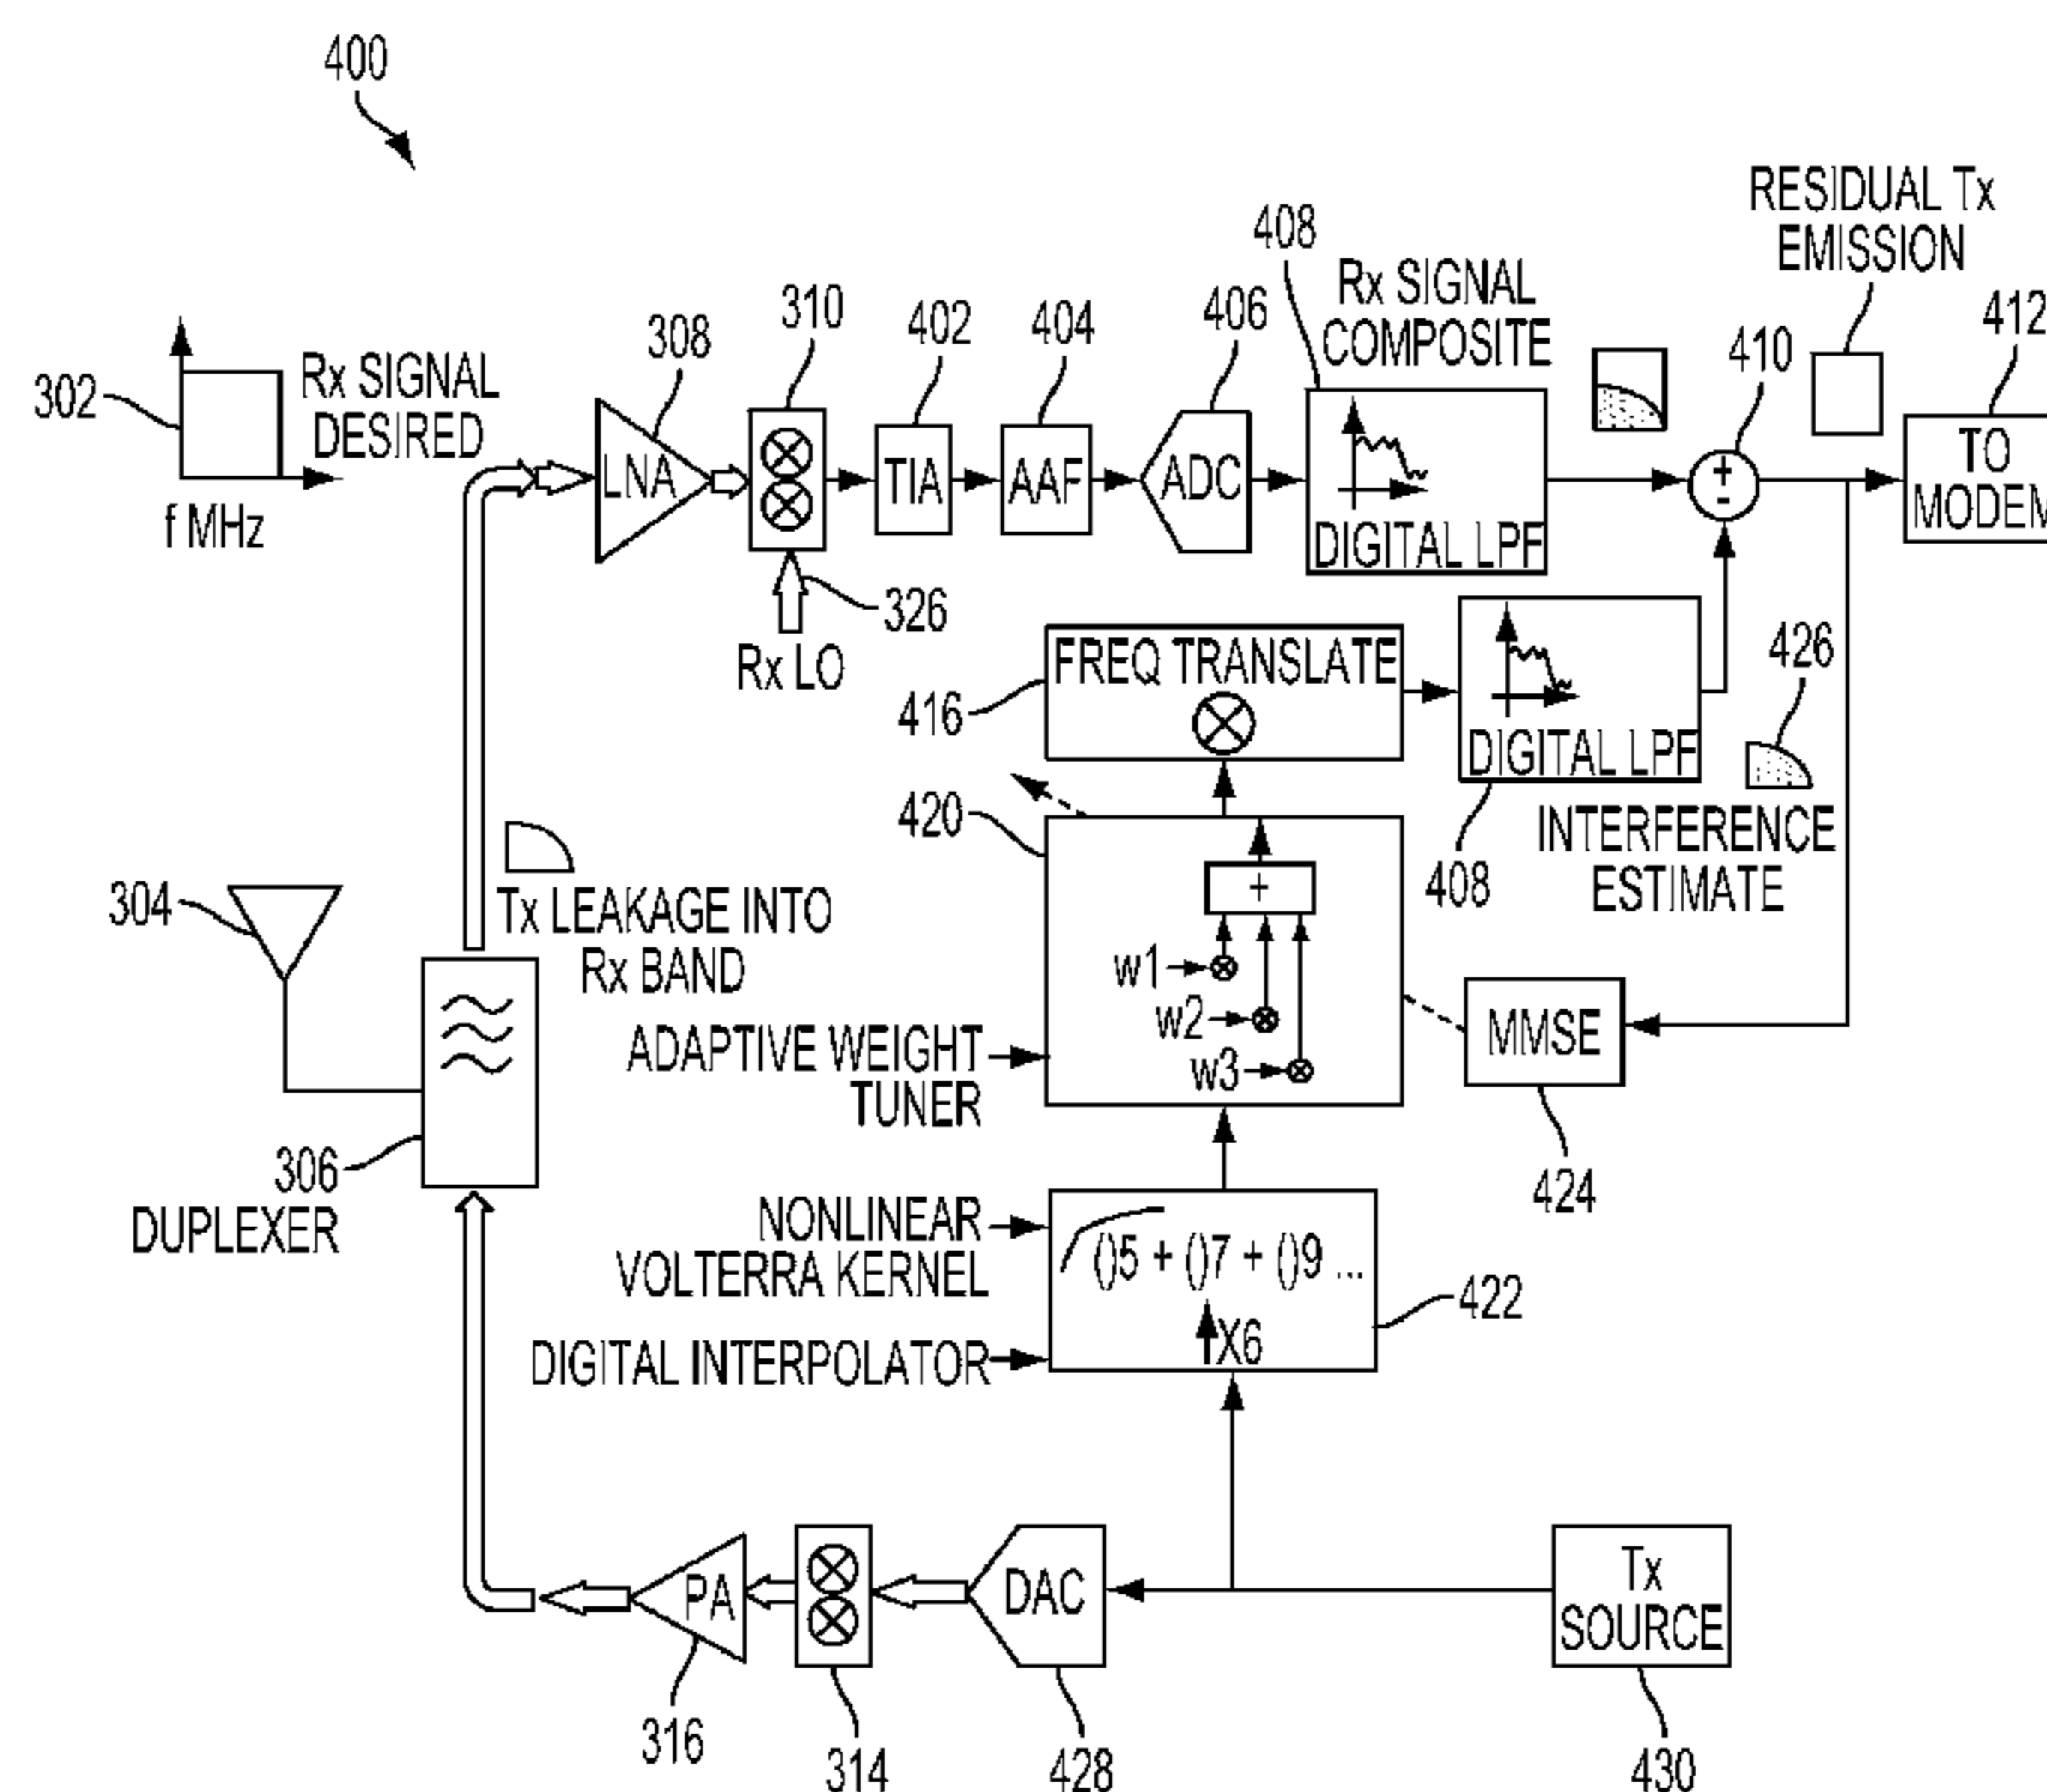 400
RESIDUAL Tx
EMISSION
408
Rx SIGNAL
COMPOSITE
310
402
404
406
410
412
308
302
Rx SIGNAL
DESIRED
f MHz
LNA
TIA
AAF
ADC
DIGITAL LPF
+
-
TO
MODEM
326
Rx LO
FREQ TRANSLATE
416
DIGITAL LPF
426
408
INTERFERENCE
ESTIMATE
420
+
w1
w2
w3
304
Tx LEAKAGE INTO
Rx BAND
ADAPTIVE WEIGHT
TUNER
MMSE
424
306
DUPLEXER
NONLINEAR
VOLTERRA KERNEL
()5 + ()7 + ()9 ...
X6
422
DIGITAL INTERPOLATOR
PA
DAC
Tx
SOURCE
316
314
428
430